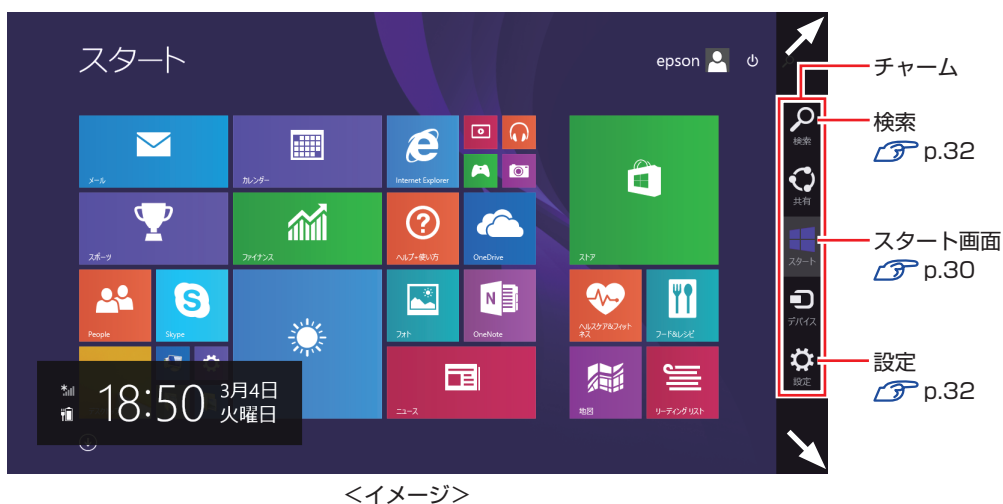 スタート
epson
チャーム
検索
p.32
検索
メール
カレンダー
Internet Explorer
共有
スポーツ
ファイナンス
ヘルプ+使い方
OneDrive
ストア
スタート
スタート画面
p.30
People
Skype
フォト
OneNote
ヘルスケア&フィット
ネス
フード&レシピ
デバイス
18:50
3月4日
火曜日
ニュース
地図
リーディング リスト
設定
設定
p.32
<イメージ>